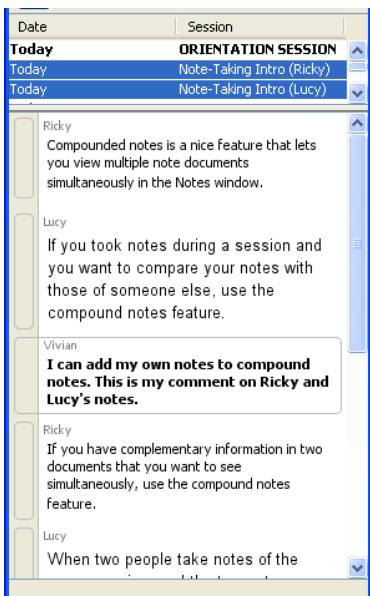 Date Session
Today ORIENTATION SESSION
Today Note-Taking Intro (Ricky)
Today Note-Taking Intro (Lucy)
Ricky
Compounded notes is a nice feature that lets
you view multiple note documents
simultaneously in the Notes window.
Lucy
If you took notes during a session and
you want to compare your notes with
those of someone else, use the
compound notes feature.
Vivian
I can add my own notes to compound
notes. This is my comment on Ricky and
Lucy's notes.
Ricky
If you have complementary information in two
documents that you want to see
simultaneously, use the compound notes
feature.
Lucy
When two people take notes of the